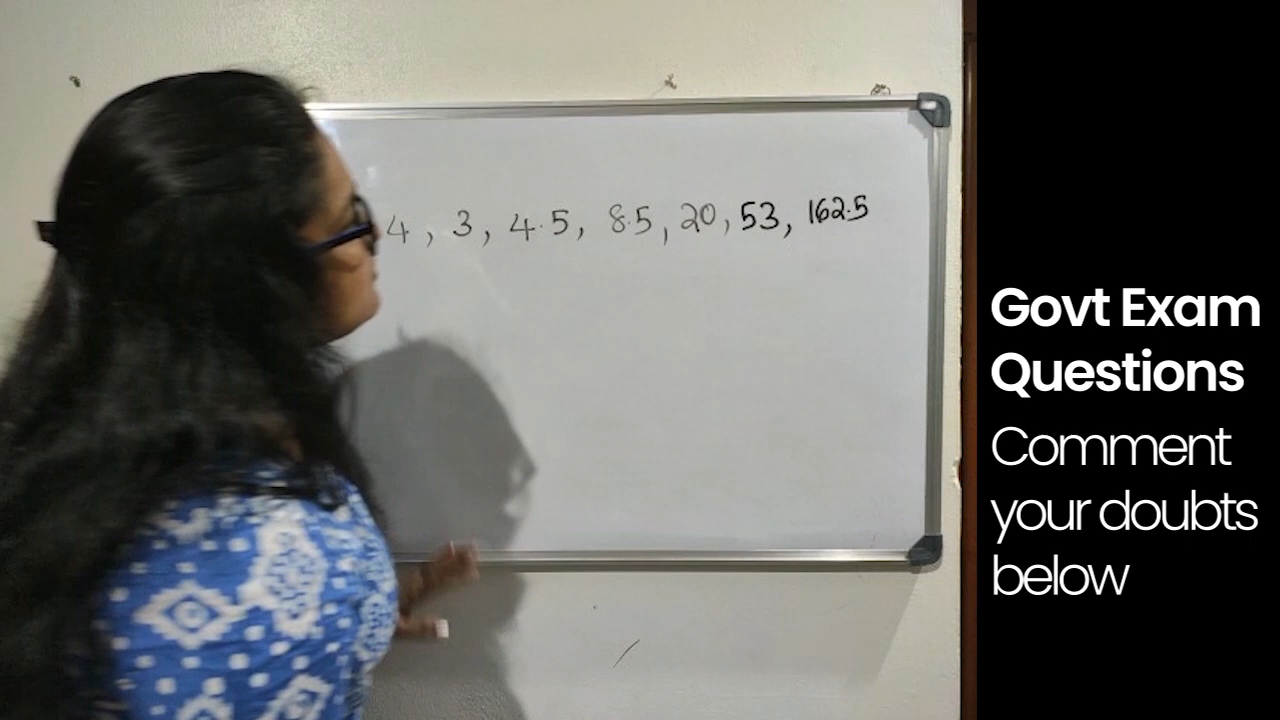 4, 3, 4.5, 8.5, 20, 53, 162.5
Govt Exam
Questions
Comment
your doubts
below